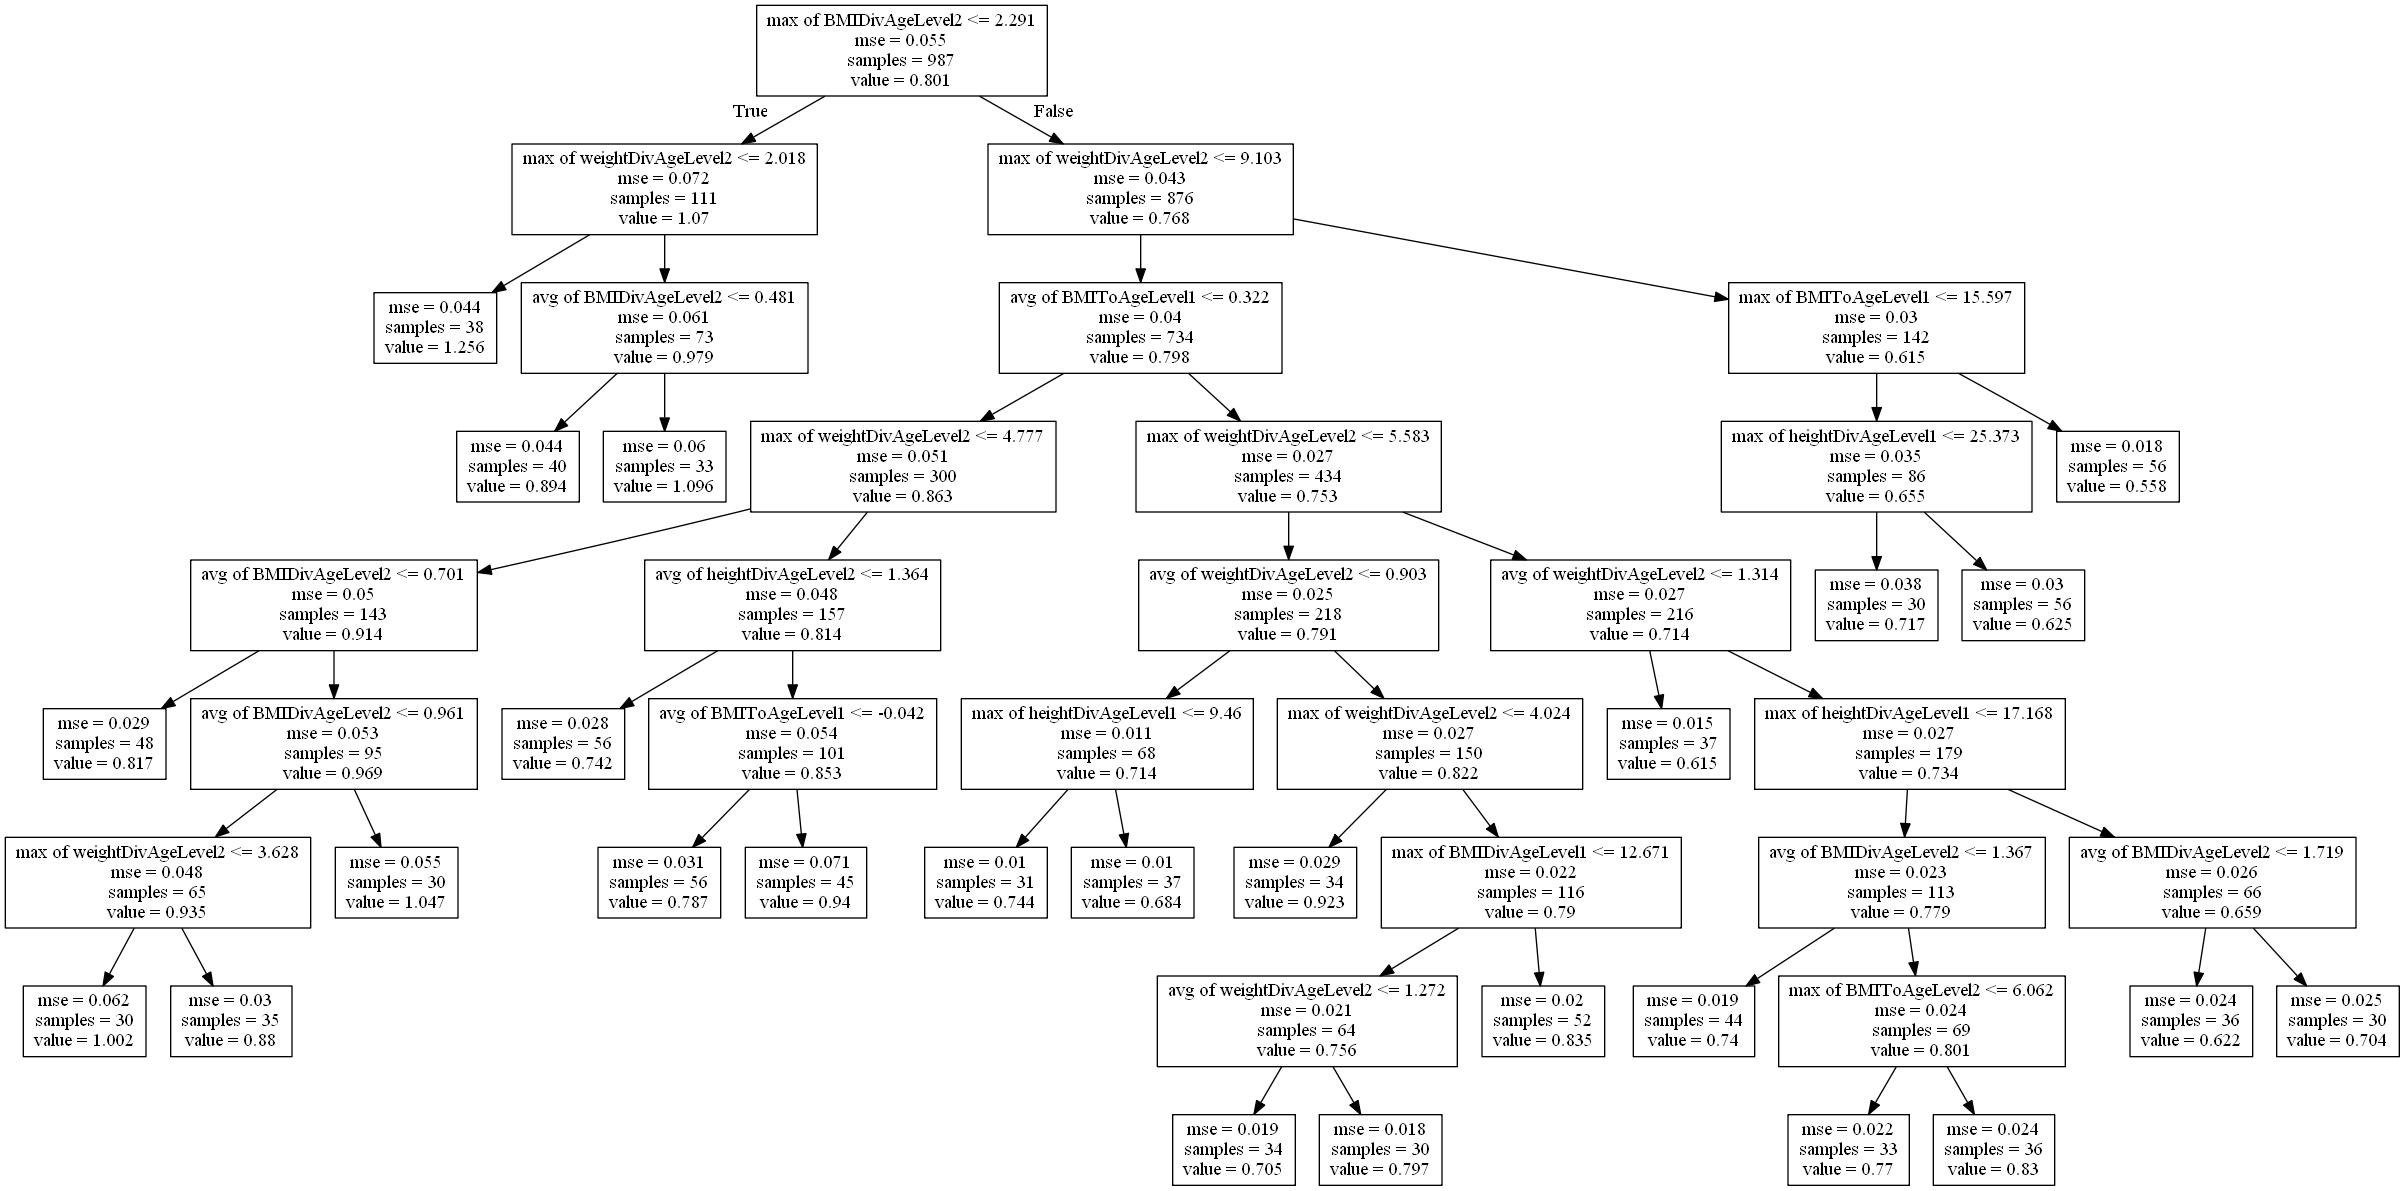 max of BMIDivAgeLevel2 <= 2.291
mse = 0.055
samples = 987
value = 0.801
True
False
max of weightDivAgeLevel2 <= 2.018
mse = 0.072
samples = 111
value = 1.07
max of weightDivAgeLevel2 <= 9.103
mse = 0.043
samples = 876
value = 0.768
mse = 0.044
samples = 38
value = 1.256
avg of BMIDivAgeLevel2 <= 0.481
mse = 0.061
samples = 73
value = 0.979
avg of BMIToAgeLevel1 <= 0.322
mse = 0.04
samples = 734
value = 0.798
max of BMIToAgeLevel1 <= 15.597
mse = 0.03
samples = 142
value = 0.615
mse = 0.044
samples = 40
value = 0.894
mse = 0.06
samples = 33
value = 1.096
max of weightDivAgeLevel2 <= 4.777
mse = 0.051
samples = 300
value = 0.863
max of weightDivAgeLevel2 <= 5.583
mse = 0.027
samples = 434
value = 0.753
max of heightDivAgeLevel1 <= 25.373
mse = 0.035
samples = 86
value = 0.655
mse = 0.018
samples = 56
value = 0.558
avg of BMIDivAgeLevel2 <= 0.701
mse = 0.05
samples = 143
value = 0.914
avg of heightDivAgeLevel2 <= 1.364
mse = 0.048
samples = 157
value = 0.814
avg of weightDivAgeLevel2 <= 0.903
mse = 0.025
samples = 218
value = 0.791
avg of weightDivAgeLevel2 <= 1.314
mse = 0.027
samples = 216
value = 0.714
mse = 0.038
samples = 30
value = 0.717
mse = 0.03
samples = 56
value = 0.625
mse = 0.029
samples = 48
value = 0.817
avg of BMIDivAgeLevel2 <= 0.961
mse = 0.053
samples = 95
value = 0.969
mse = 0.028
samples = 56
value = 0.742
avg of BMIToAgeLevel1 <= -0.042
mse = 0.054
samples = 101
value = 0.853
max of heightDivAgeLevel1 <= 9.46
mse = 0.011
samples = 68
value = 0.714
max of weightDivAgeLevel2 <= 4.024
mse = 0.027
samples = 150
value = 0.822
mse = 0.015
samples = 37
value = 0.615
max of heightDivAgeLevel1 <= 17.168
mse = 0.027
samples = 179
value = 0.734
max of weightDivAgeLevel2 <= 3.628
mse = 0.048
samples = 65
value = 0.935
mse = 0.055
samples = 30
value = 1.047
mse = 0.031
samples = 56
value = 0.787
mse = 0.071
samples = 45
value = 0.94
mse = 0.01
samples = 31
value = 0.744
mse = 0.01
samples = 37
value = 0.684
mse = 0.029
samples = 34
value = 0.923
max of BMIDivAgeLevel1 <= 12.671
mse = 0.022
samples = 116
value = 0.79
avg of BMIDivAgeLevel2 <= 1.367
mse = 0.023
samples = 113
value = 0.779
avg of BMIDivAgeLevel2 <= 1.719
mse = 0.026
samples = 66
value = 0.659
mse = 0.062
samples = 30
value = 1.002
mse = 0.03
samples = 35
value = 0.88
avg of weightDivAgeLevel2 <= 1.272
mse = 0.021
samples = 64
value = 0.756
mse = 0.02
samples = 52
value = 0.835
mse = 0.019
samples = 44
value = 0.74
max of BMIToAgeLevel2 <= 6.062
mse = 0.024
samples = 69
value = 0.801
mse = 0.024
samples = 36
value = 0.622
mse = 0.025
samples = 30
value = 0.704
mse = 0.019
samples = 34
value = 0.705
mse = 0.018
samples = 30
value = 0.797
mse = 0.022
samples = 33
value = 0.77
mse = 0.024
samples = 36
value = 0.83